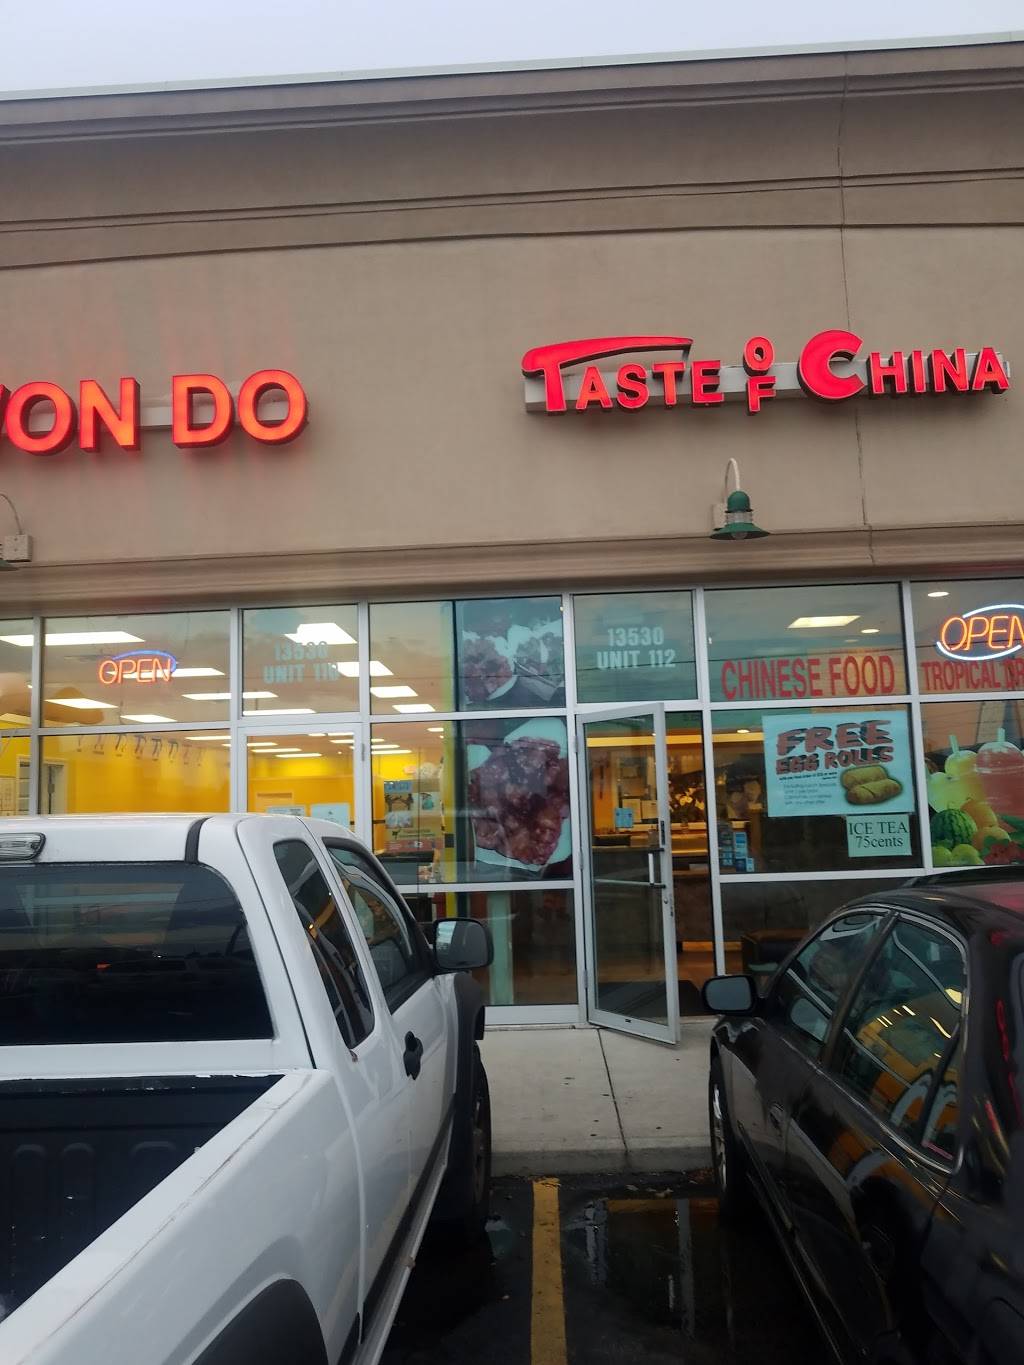 WON DO
TASTE OF CHINA
OPEN
13530
UNIT 110
13530
UNIT 112
CHINESE FOOD
OPEN
TROPICAL
FREE
EGG ROLLS
ICE TEA
75cents